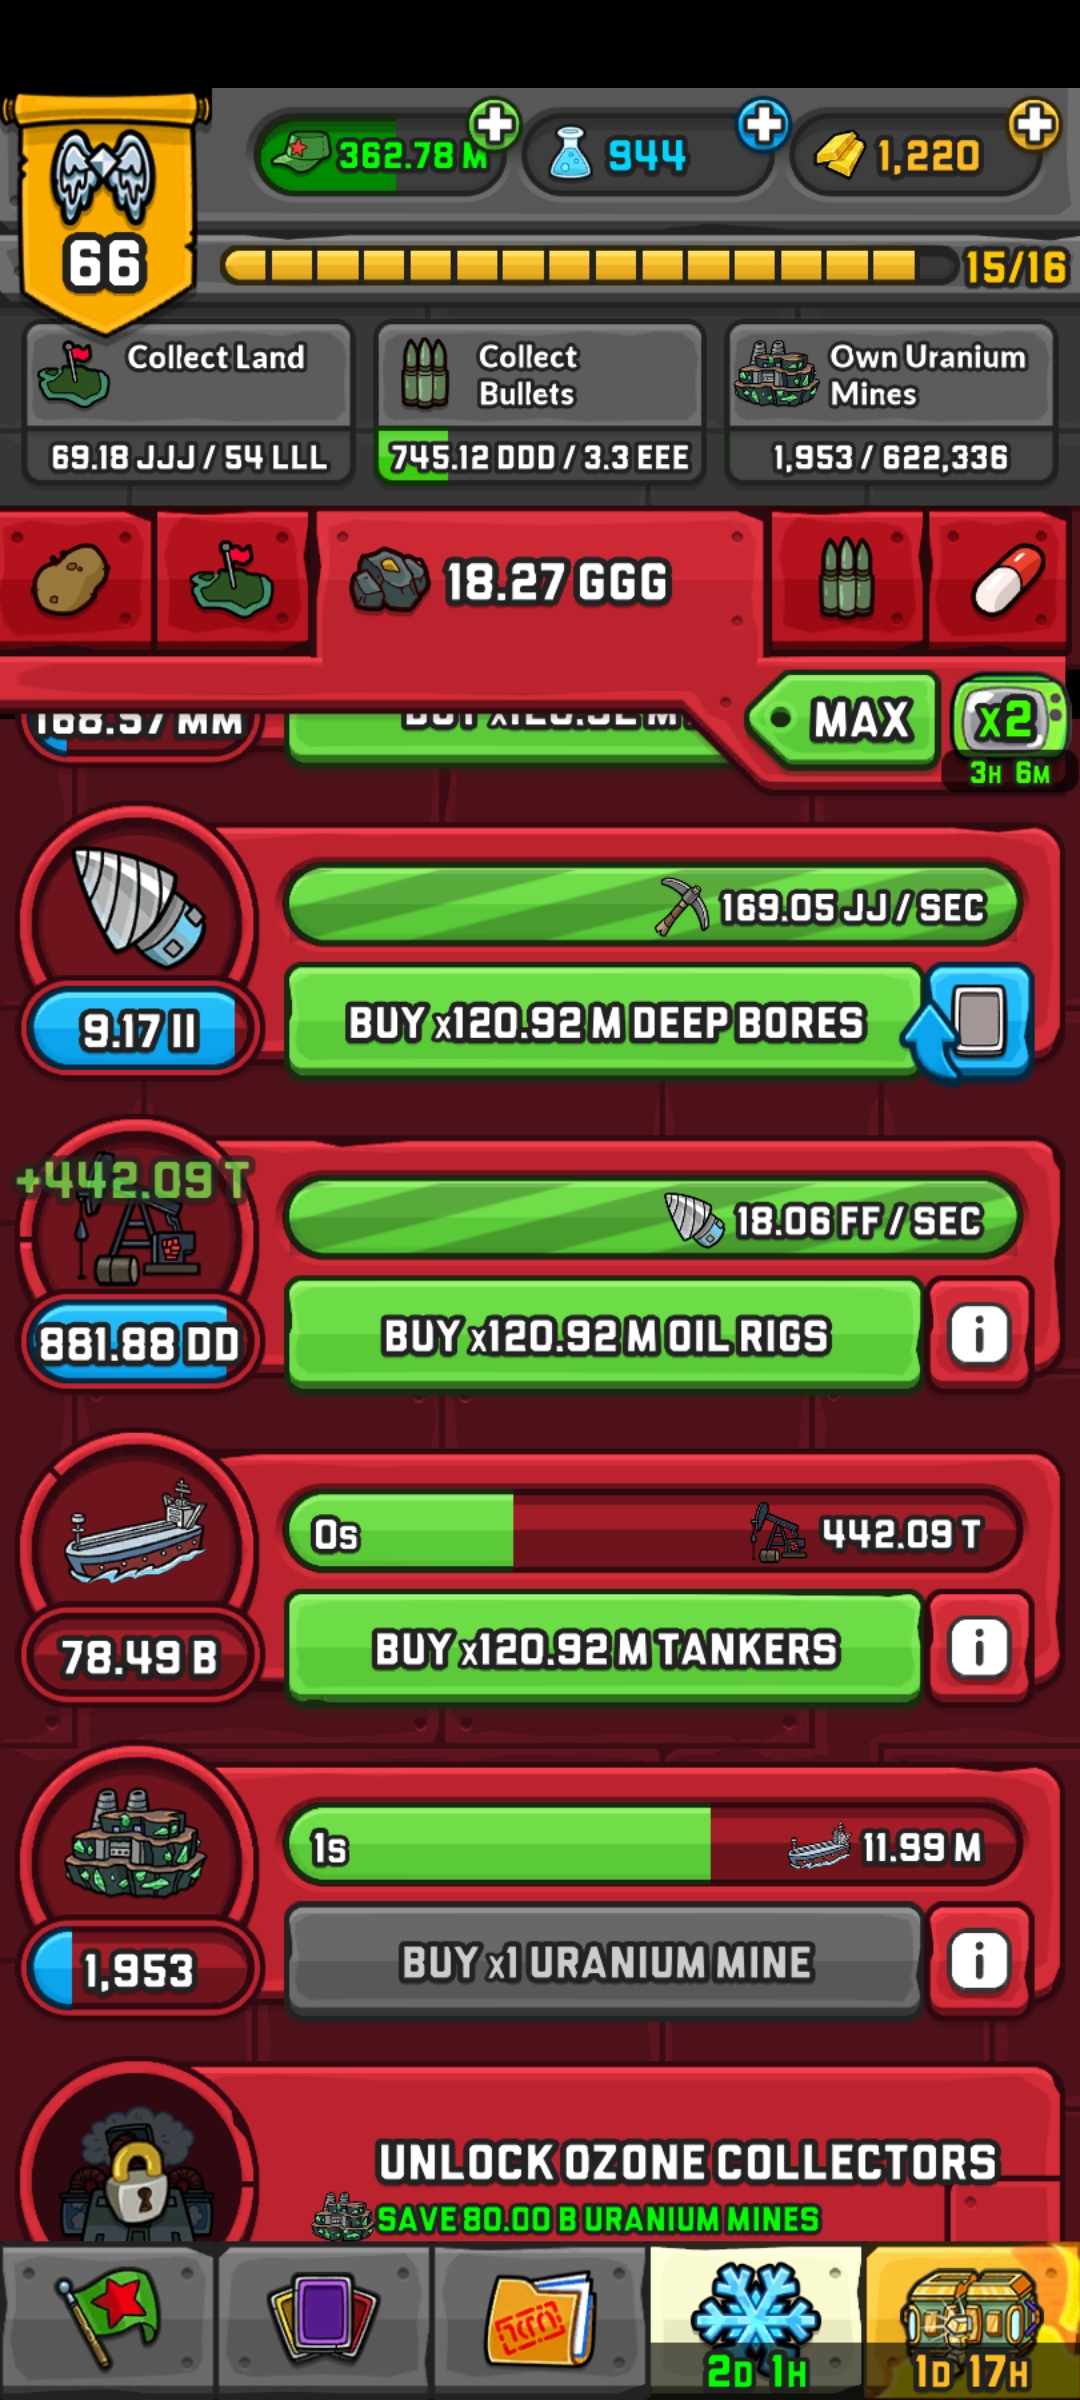 66
362.78 M
944
1,220
15/16
Collect Land
69.18 JJJ / 54 LLL
Collect
Bullets
745.12 DDD / 3.3 EEE
Own Uranium
Mines
1,953 / 622,336
18.27 GGG
MAX
x2
3H 6M
168.57 MM
169.05 JJ / SEC
9.17 II
BUY x120.92 M DEEP BORES
+442.09 T
18.06 FF / SEC
881.88 DD
BUY x120.92 M OIL RIGS
i
0s
442.09 T
78.49 B
BUY x120.92 M TANKERS
i
1s
11.99 M
1,953
BUY x1 URANIUM MINE
i
UNLOCK OZONE COLLECTORS
SAVE 80.00 B URANIUM MINES
2D 1H
1D 17H